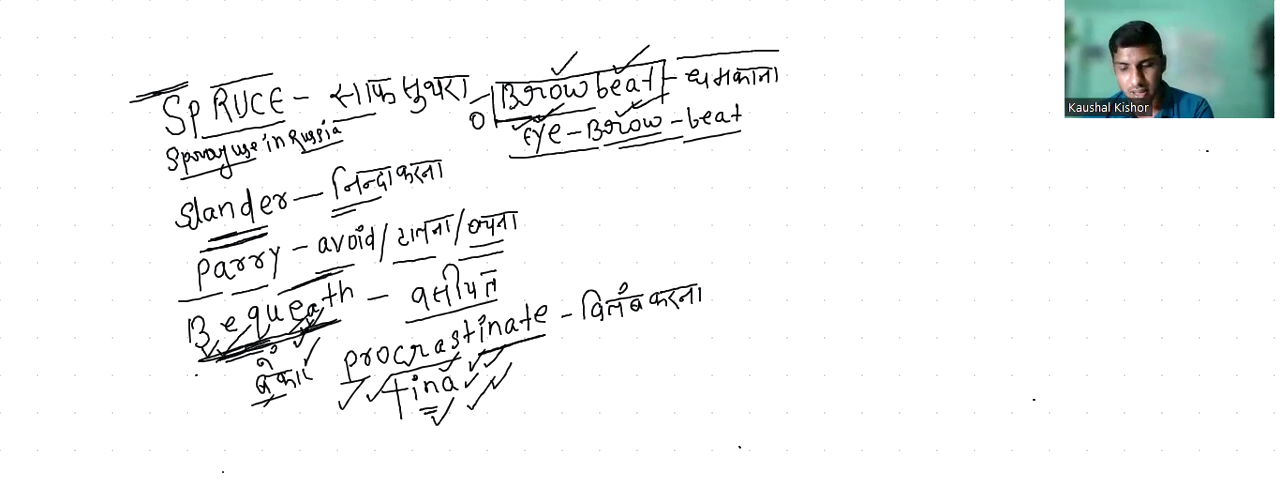 SpRUCE - साफ सुथरा
Spray use in Russia
Browbeat - धमकाना
Eye-Brow-beat
Slander - निन्दा करना
Parry - avoid/टालना/बचना
Bequeath - वसीयत
procrastinate - विलंब करना
tina
Kaushal Kishor